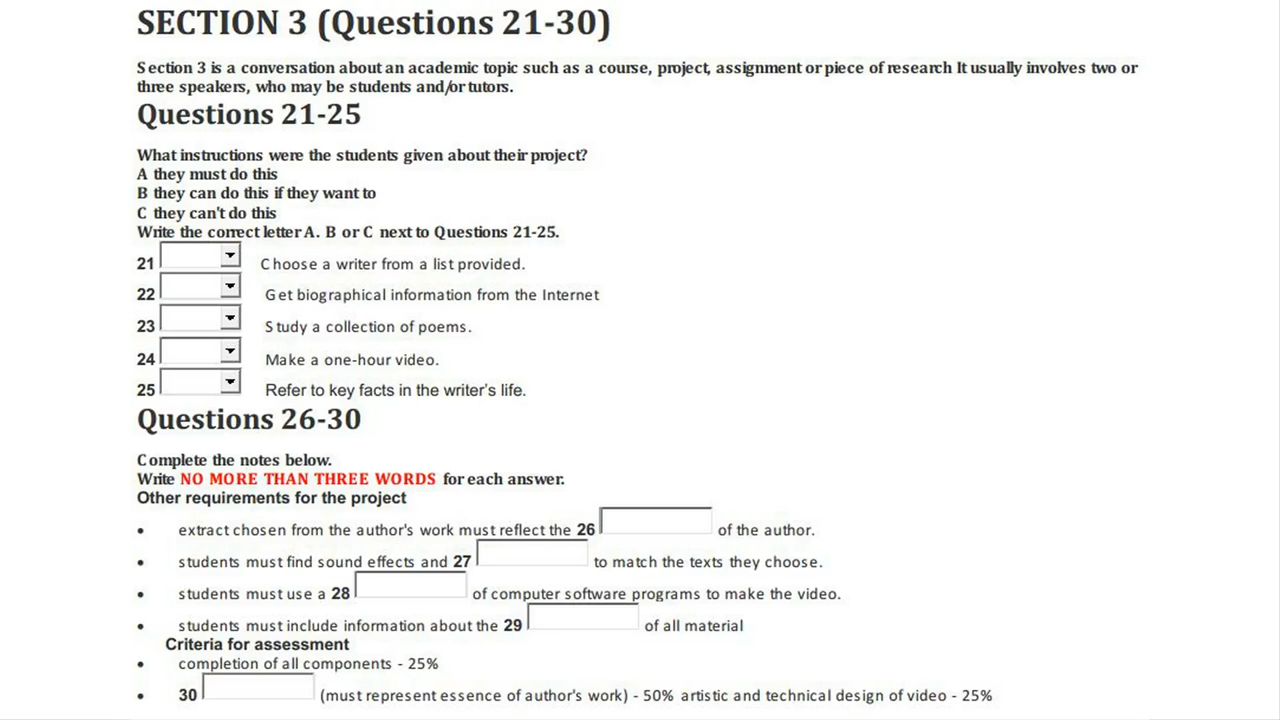 SECTION 3 (Questions 21-30)
Section 3 is a conversation about an academic topic such as a course, project, assignment or piece of research It usually involves two or
three speakers, who may be students and/or tutors.
Questions 21-25
What instructions were the students given about their project?
A they must do this
B they can do this if they want to
C they can't do this
Write the correct letter A. B or C next to Questions 21-25.
21 Choose a writer from a list provided.
22 Get biographical information from the Internet
23 Study a collection of poems.
24 Make a one-hour video.
25 Refer to key facts in the writer's life.
Questions 26-30
Complete the notes below.
Write NO MORE THAN THREE WORDS for each answer.
Other requirements for the project
• extract chosen from the author's work must reflect the 26 of the author.
• students must find sound effects and 27 to match the texts they choose.
• students must use a 28 of computer software programs to make the video.
• students must include information about the 29 of all material
Criteria for assessment
• completion of all components - 25%
• 30 (must represent essence of author's work) - 50% artistic and technical design of video - 25%